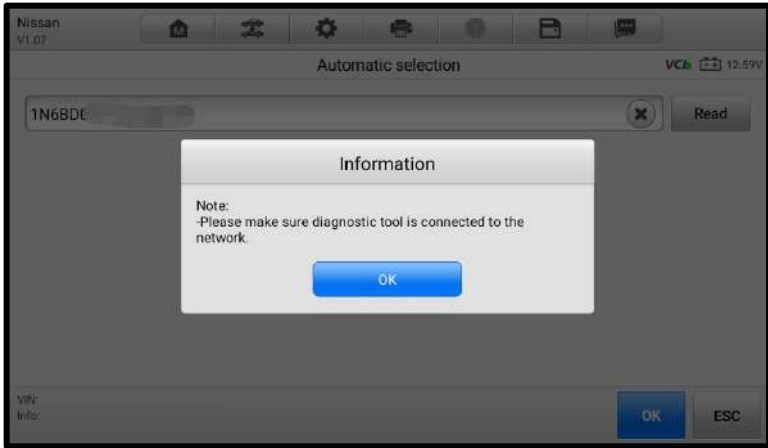 Nissan
V1.07
Automatic selection
VCI 12.59V
1N6BD
Read
Information
Note:
-Please make sure diagnostic tool is connected to the
network.
OK
VIN:
Info:
OK
ESC